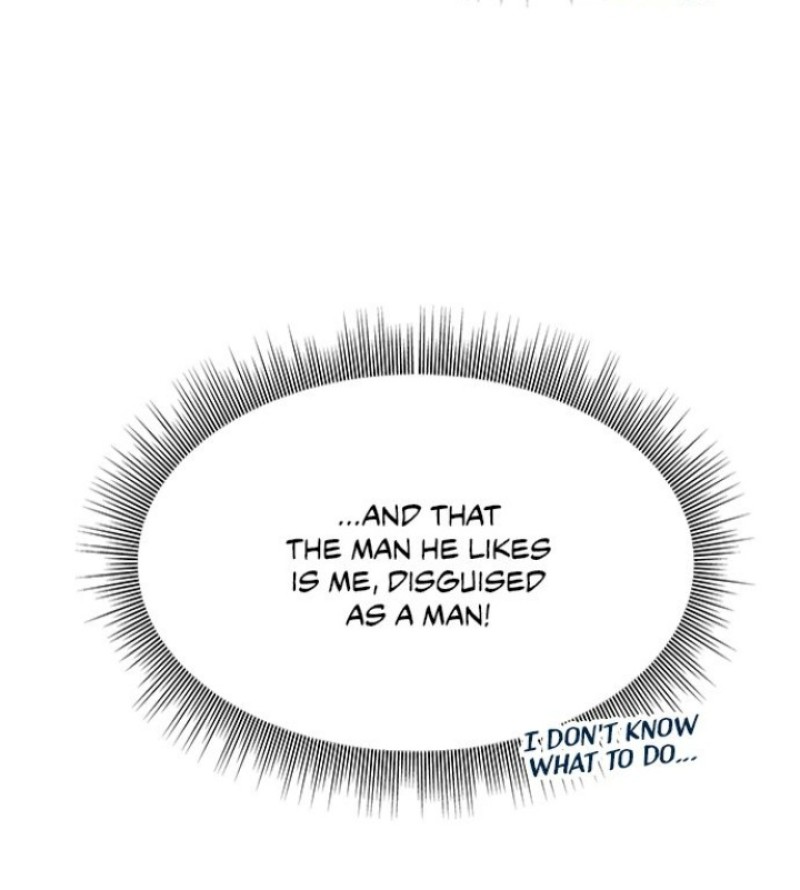 ...AND THAT
THE MAN HE LIKES
IS ME, DISGUISED
AS A MAN!
I DON'T KNOW
WHAT TO DO...